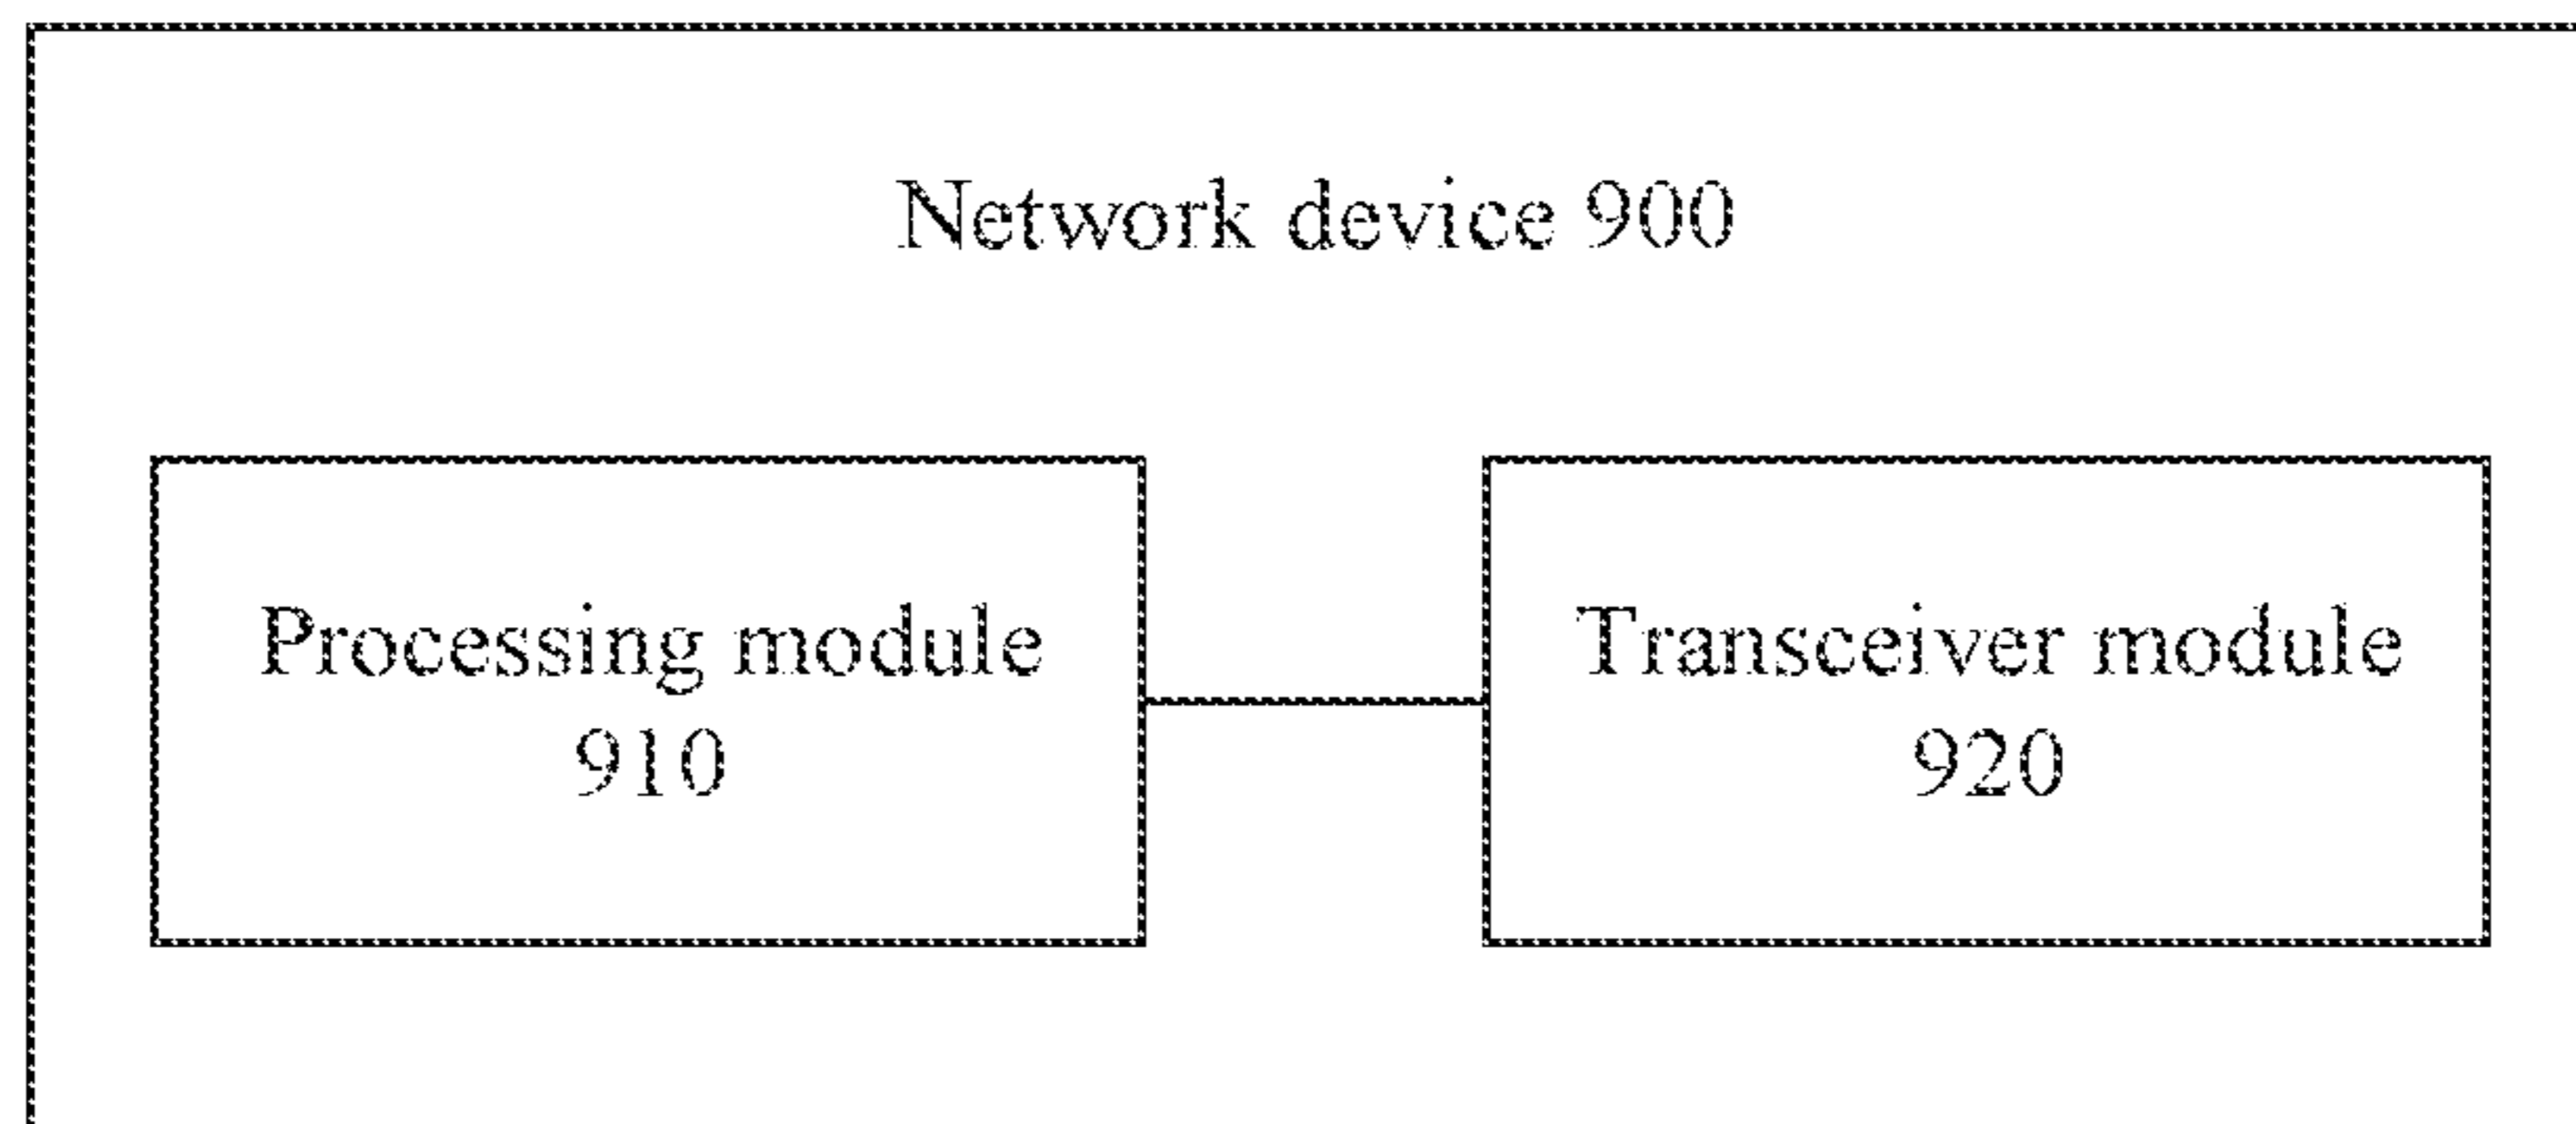 Network device 900
Processing module
910
Transceiver module
920